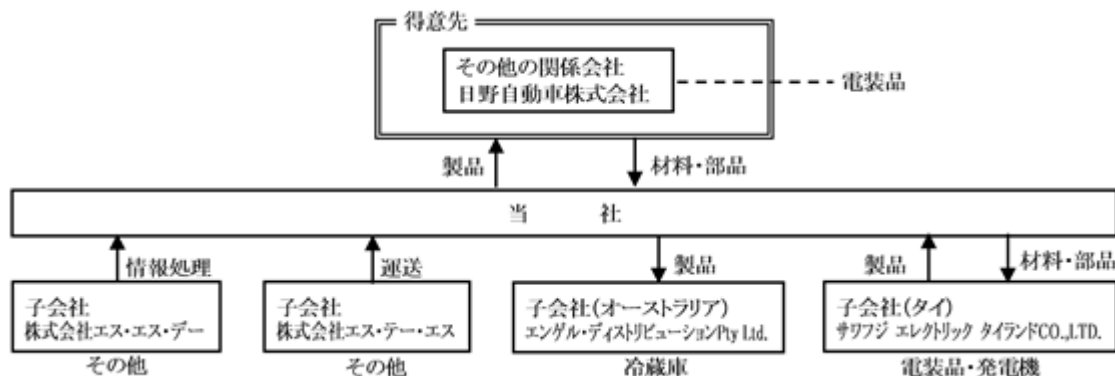 得意先
その他の関係会社
日野自動車株式会社
電装品
製品
材料・部品
当 社
情報処理
運送
製品
製品
材料・部品
子会社
株式会社エス・エス・デー
子会社
株式会社エス・テー・エス
子会社(オーストラリア)
エンゲル・ディストリビューションPty Ltd.
子会社(タイ)
サワフジ エレクトリック タイランドCO.,LTD.
その他
その他
冷蔵庫
電装品・発電機